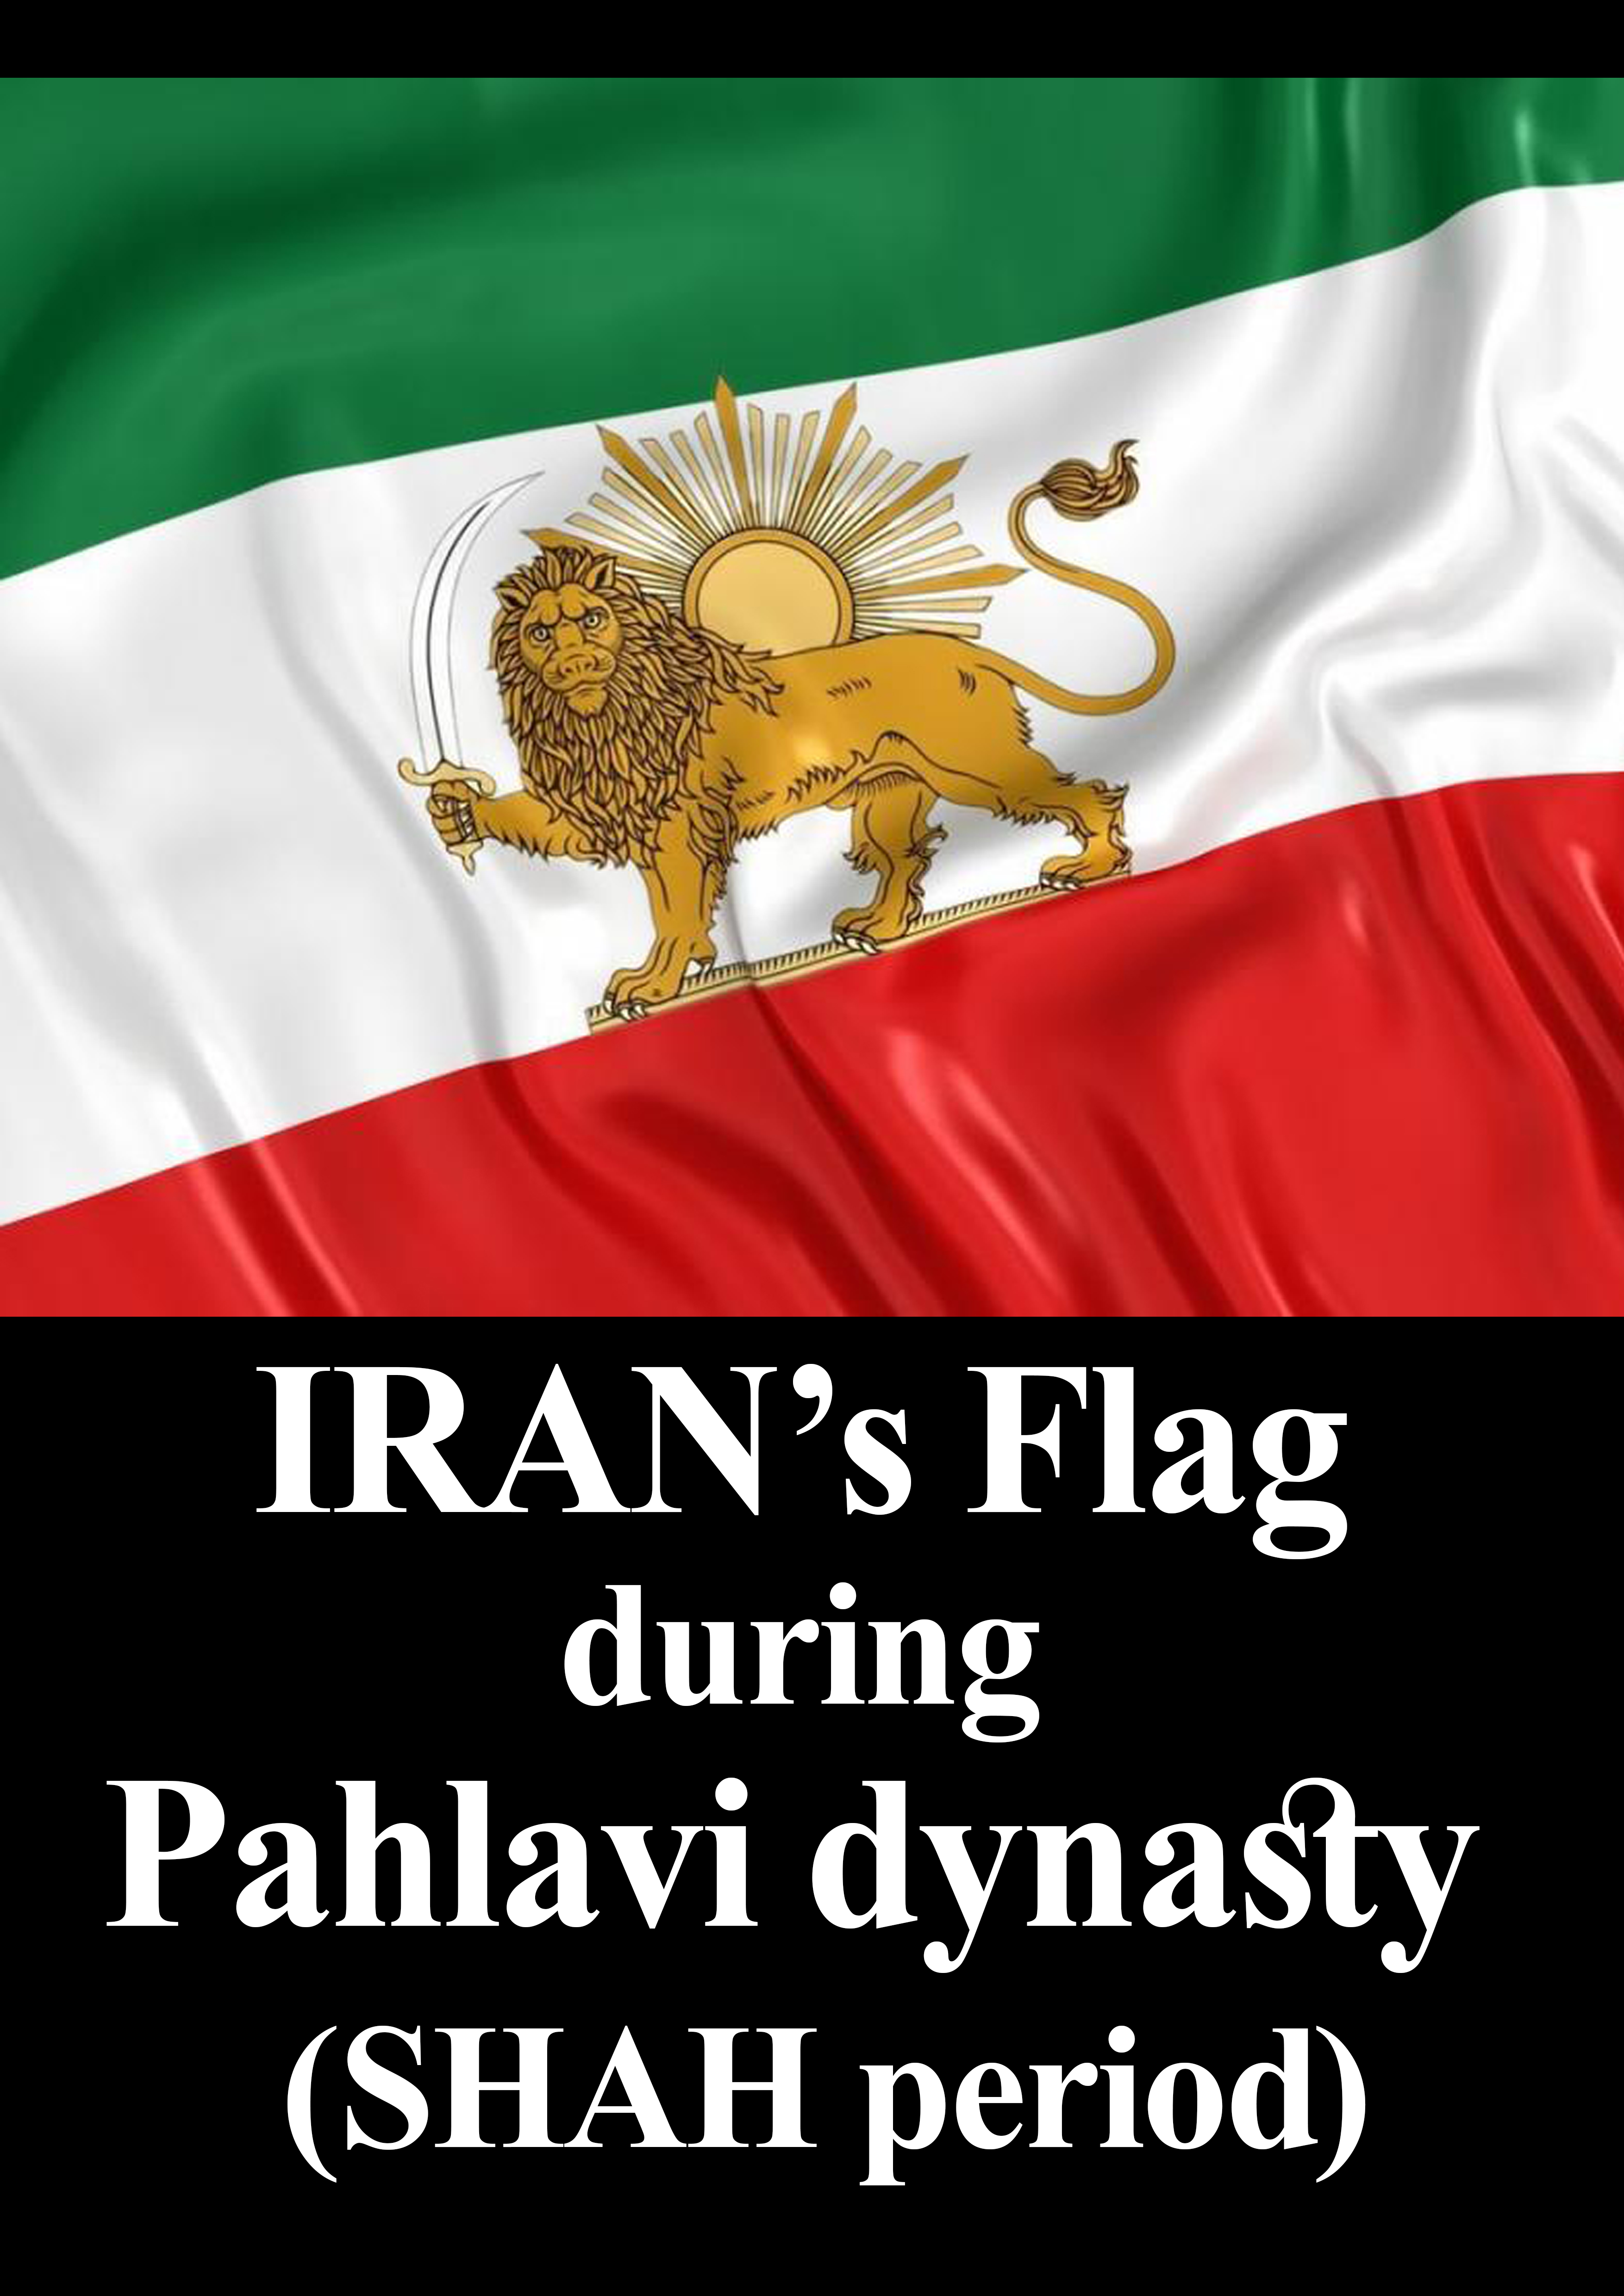 IRAN’s Flag
during
Pahlavi dynasty
(SHAH period)